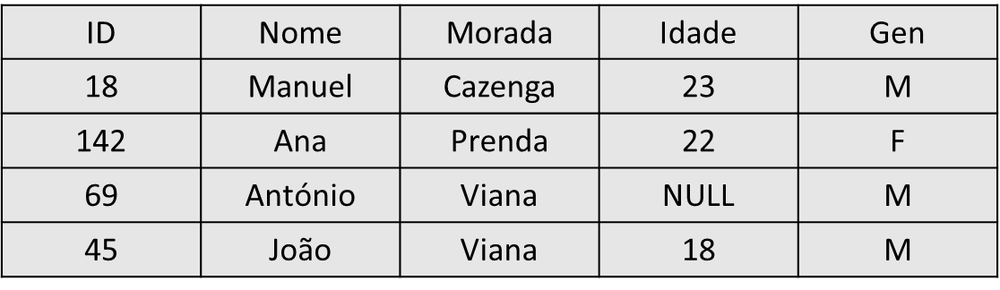 ID Nome Morada Idade Gen
18 Manuel Cazenga 23 M
142 Ana Prenda 22 F
69 António Viana NULL M
45 João Viana 18 M